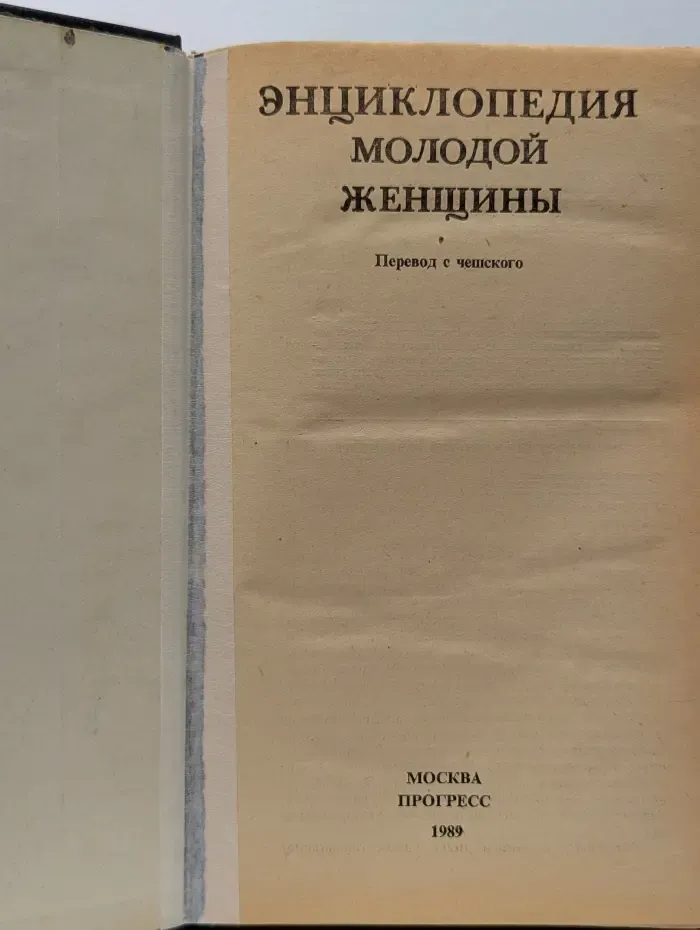 ЭНЦИКЛОПЕДИЯ
МОЛОДОЙ
ЖЕНЩИНЫ
Перевод с чешского
МОСКВА
ПРОГРЕСС
1989